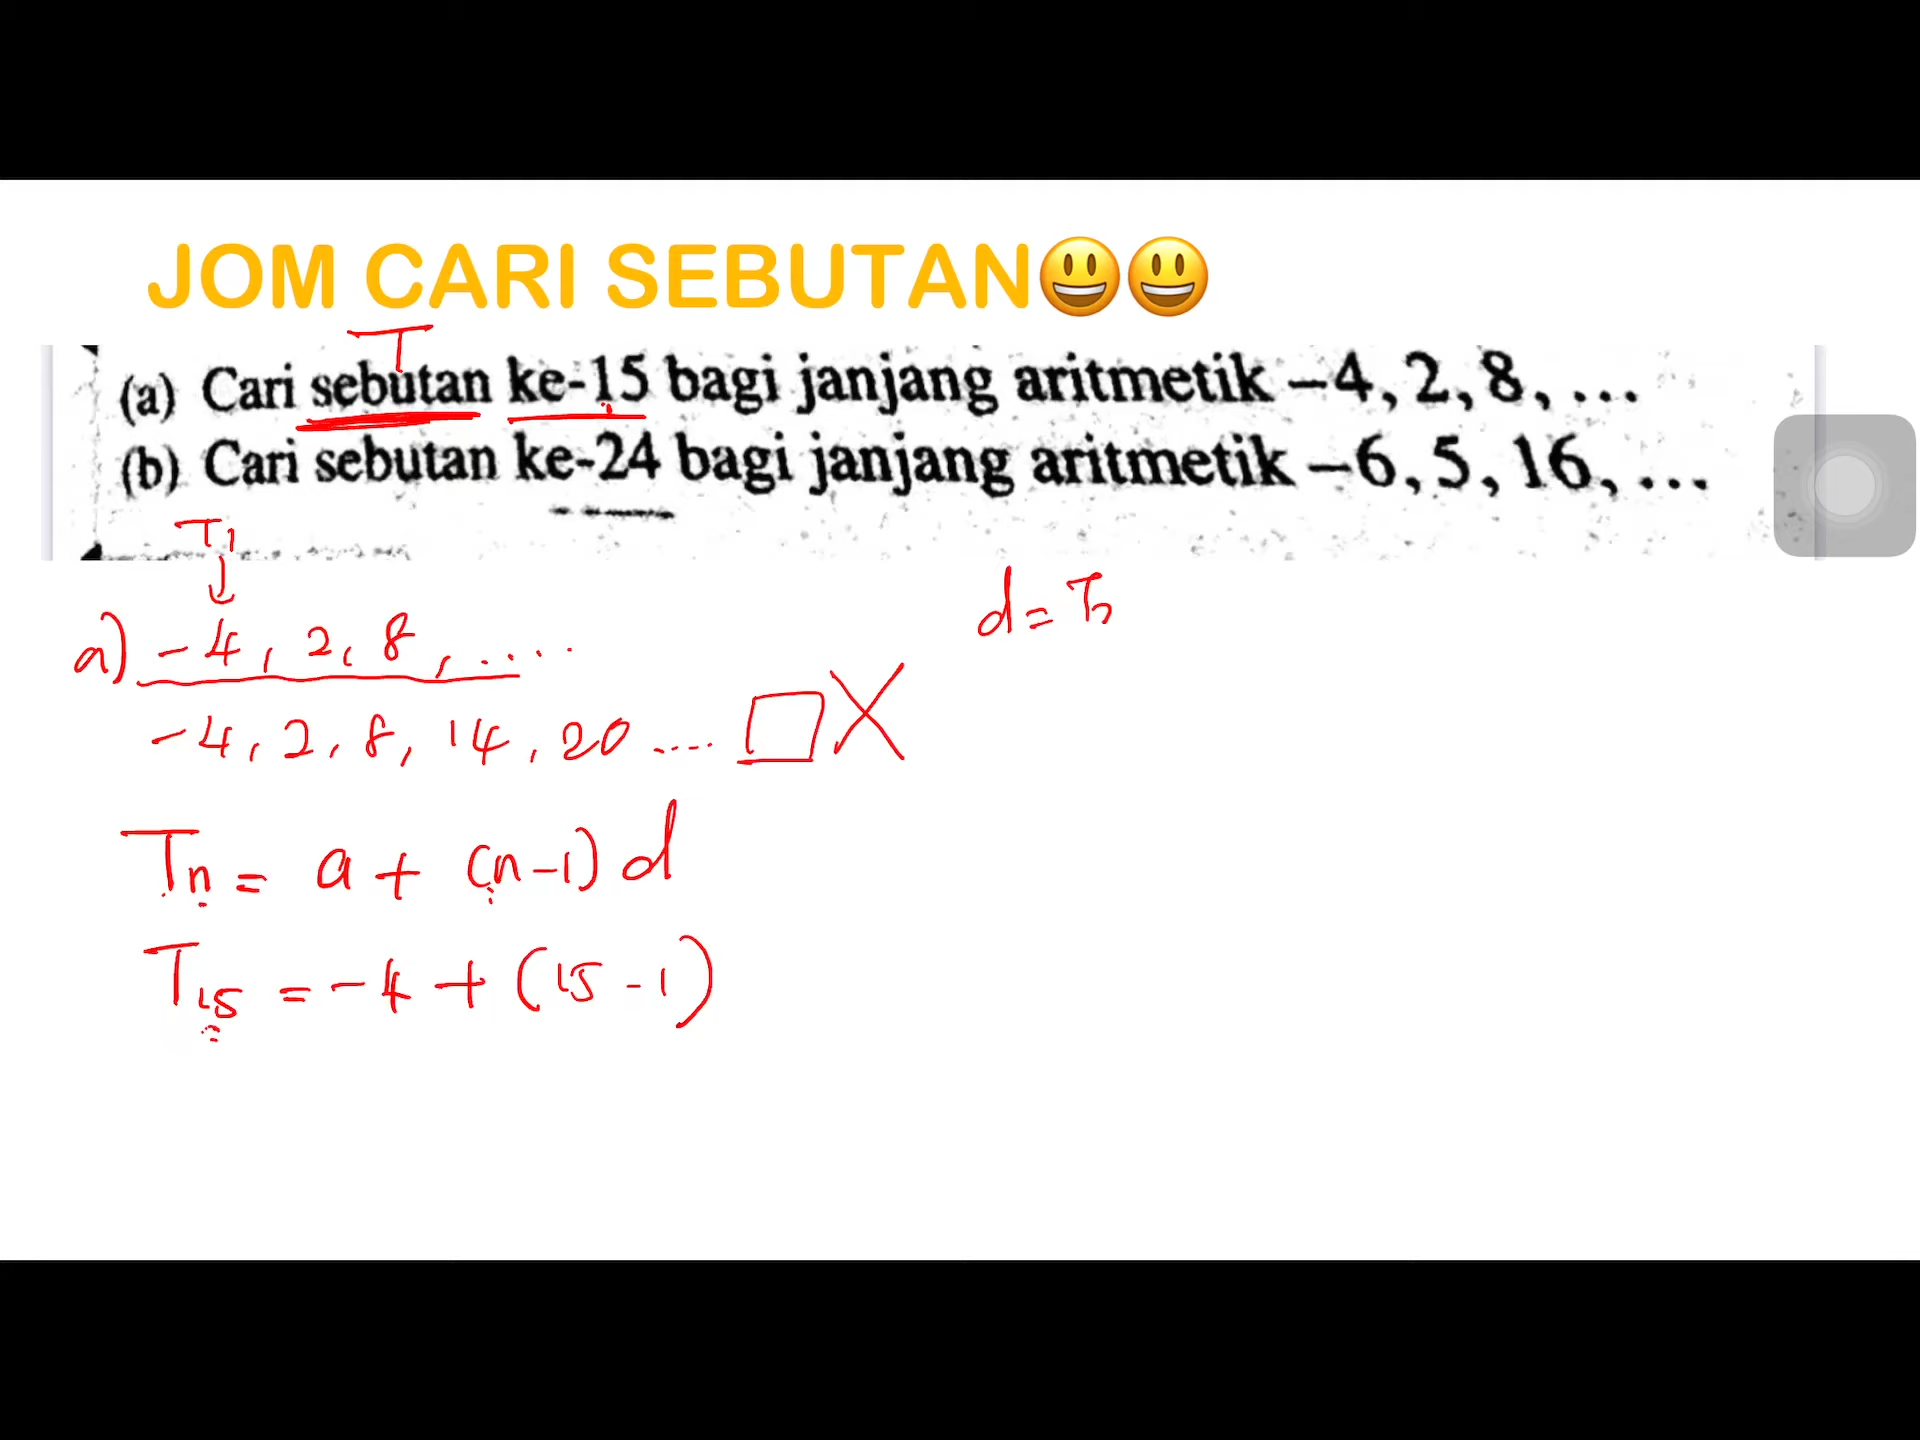 JOM CARI SEBUTAN😃😃
T
(a) Cari sebutan ke-15 bagi janjang aritmetik −4, 2, 8, ...
(b) Cari sebutan ke-24 bagi janjang aritmetik −6, 5, 16, ...
T1
a) -4, 2, 8, ....
d = T
-4, 2, 8, 14, 20 .... □ X
Tn = a + (n-1) d
T15 = -4 + (15-1)